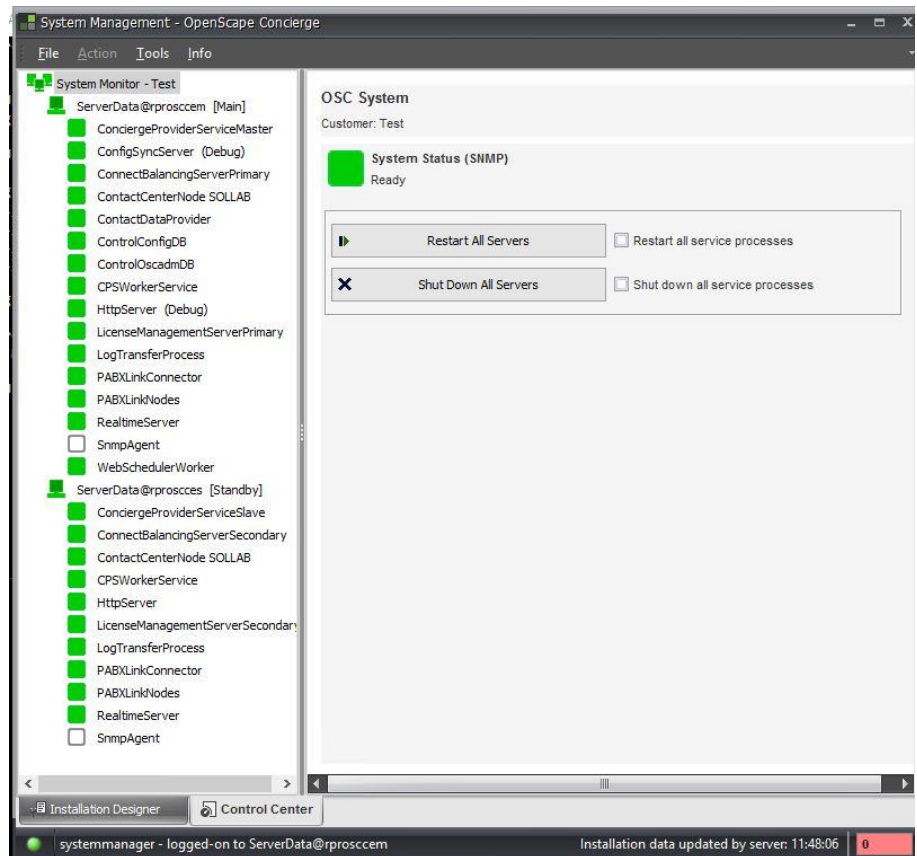 System Management - OpenScape Concierge
File Action Tools Info
System Monitor - Test
ServerData@rprosccem [Main]
ConciergeProviderServiceMaster
ConfigSyncServer (Debug)
ConnectBalancingServerPrimary
ContactCenterNode SOLLAB
ContactDataProvider
ControlConfigDB
ControlOscadmDB
CPSWorkerService
HttpServer (Debug)
LicenseManagementServerPrimary
LogTransferProcess
PABXLinkConnector
PABXLinkNodes
RealtimeServer
SnmpAgent
WebSchedulerWorker
ServerData@rproscces [Standby]
ConciergeProviderServiceSlave
ConnectBalancingServerSecondary
ContactCenterNode SOLLAB
CPSWorkerService
HttpServer
LicenseManagementServerSecondary
LogTransferProcess
PABXLinkConnector
PABXLinkNodes
RealtimeServer
SnmpAgent
OSC System
Customer: Test
System Status (SNMP)
Ready
Restart All Servers Restart all service processes
Shut Down All Servers Shut down all service processes
Installation Designer Control Center
systemmanager - logged-on to ServerData@rprosccem Installation data updated by server: 11:48:06 0